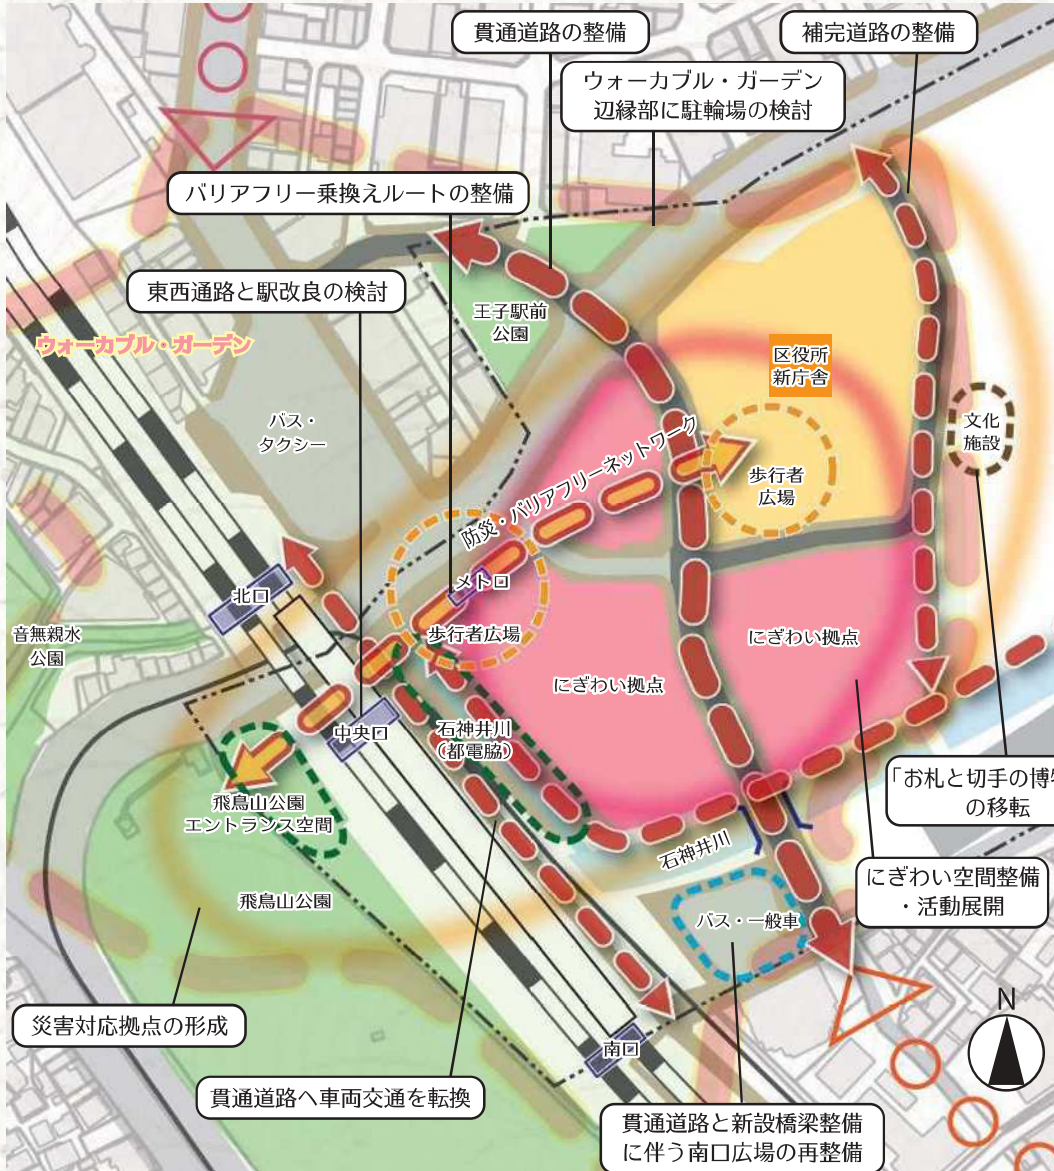 貫通道路の整備
補完道路の整備
ウォーカブル・ガーデン
辺縁部に駐輪場の検討
バリアフリー乗換えルートの整備
東西通路と駅改良の検討
王子駅前
公園
ウォーカブル・ガーデン
区役所
新庁舎
バス・
タクシー
文化
施設
防災・バリアフリーネットワーク
歩行者
広場
メトロ
北口
歩行者広場
音無親水
公園
にぎわい拠点
にぎわい拠点
中央口
石神井川
(都電脇)
「お札と切手の博
の移転
飛鳥山公園
エントランス空間
石神井川
にぎわい空間整備
・活動展開
飛鳥山公園
バス・一般車
N
災害対応拠点の形成
南口
貫通道路へ車両交通を転換
貫通道路と新設橋梁整備
に伴う南口広場の再整備